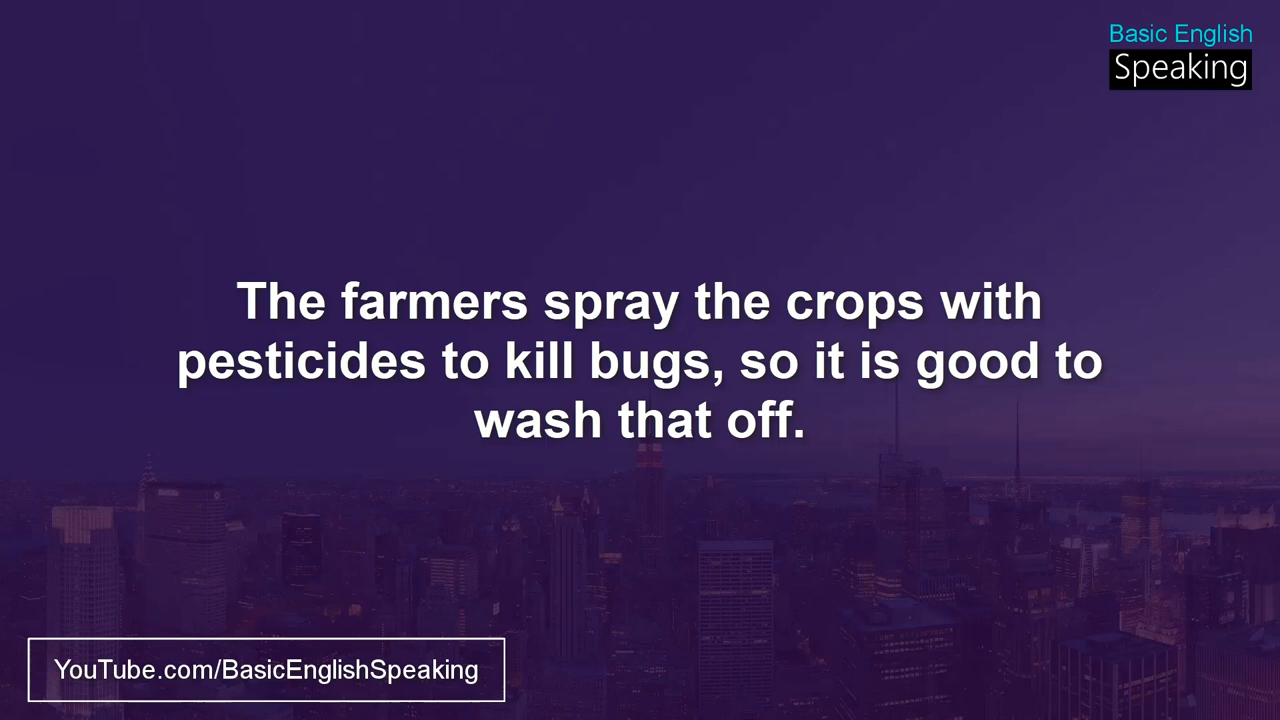 Basic English
Speaking
The farmers spray the crops with
pesticides to kill bugs, so it is good to
wash that off.
YouTube.com/BasicEnglishSpeaking